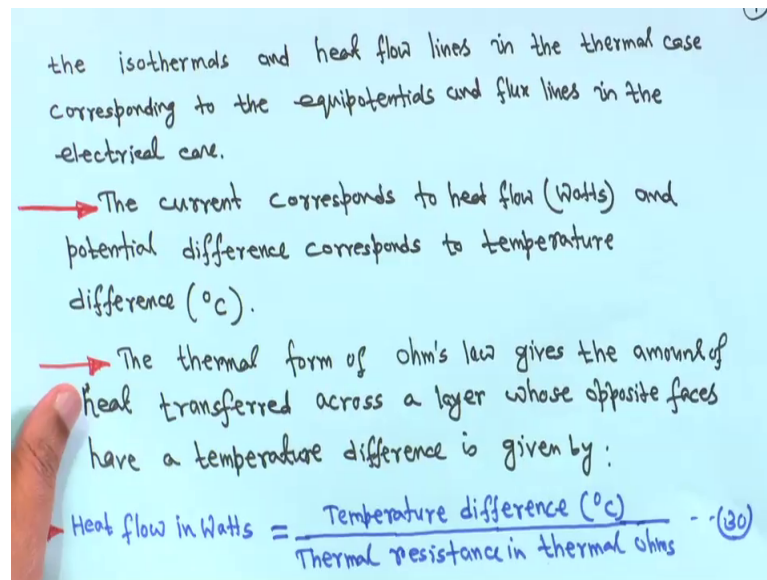 the isothermals and heat flow lines in the thermal case
corresponding to the equipotentials and flux lines in the
electrical care.
The current corresponds to heat flow (Watts) and
potential difference corresponds to temperature
difference (°C).
The thermal form of ohm's law gives the amount of
heat transferred across a layer whose opposite faces
have a temperature difference is given by:
Heat flow in Watts = Temperature difference (°C) / Thermal resistance in thermal ohms --(30)